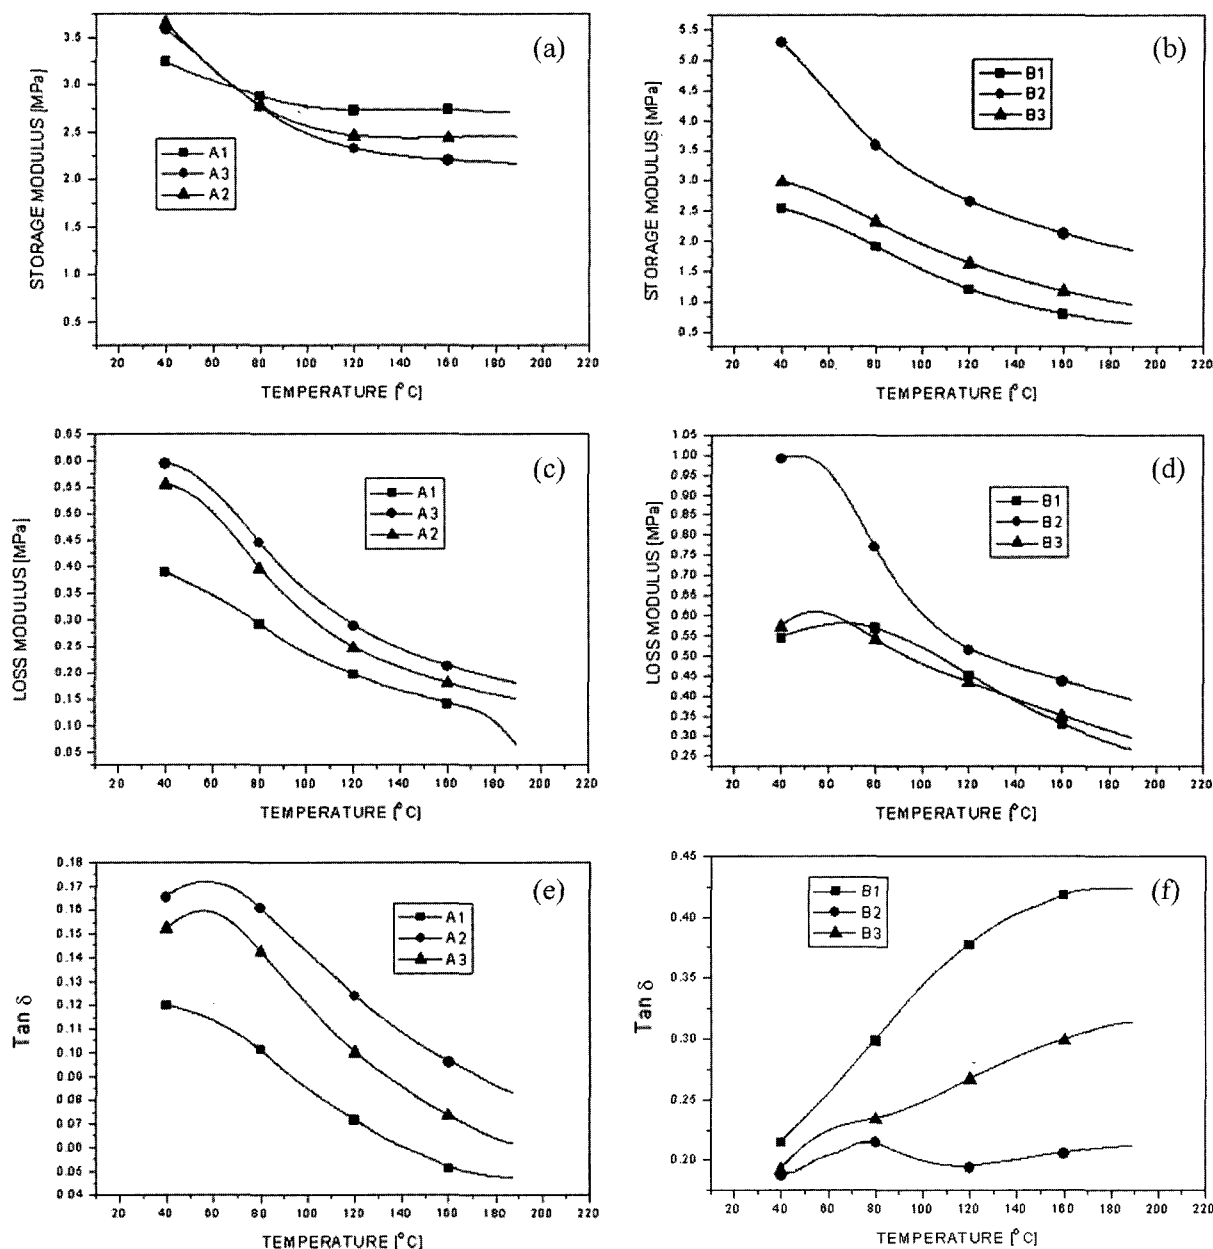 (a)
STORAGE MODULUS [MPa]
3.5
3.0
2.5
2.0
1.5
1.0
0.5
A1
A3
A2
20 40 60 80 100 120 140 160 180 200 220
TEMPERATURE [°C]
(b)
STORAGE MODULUS [MPa]
5.5
5.0
4.5
4.0
3.5
3.0
2.5
2.0
1.5
1.0
0.5
B1
B2
B3
20 40 60 80 100 120 140 160 180 200 220
TEMPERATURE [°C]
(c)
LOSS MODULUS [MPa]
0.65
0.60
0.55
0.50
0.45
0.40
0.35
0.30
0.25
0.20
0.15
0.10
0.05
A1
A3
A2
20 40 60 80 100 120 140 160 180 200 220
TEMPERATURE [°C]
(d)
LOSS MODULUS [MPa]
1.05
1.00
0.95
0.90
0.85
0.80
0.75
0.70
0.65
0.60
0.55
0.50
0.45
0.40
0.35
0.30
0.25
B1
B2
B3
20 40 60 80 100 120 140 160 180 200 220
TEMPERATURE [°C]
(e)
Tan δ
0.18
0.17
0.16
0.15
0.14
0.13
0.12
0.11
0.10
0.09
0.08
0.07
0.06
0.05
0.04
A1
A2
A3
20 40 60 80 100 120 140 160 180 200 220
TEMPERATURE [°C]
(f)
Tan δ
0.45
0.40
0.35
0.30
0.25
0.20
B1
B2
B3
20 40 60 80 100 120 140 160 180 200 220
TEMPERATURE [°C]